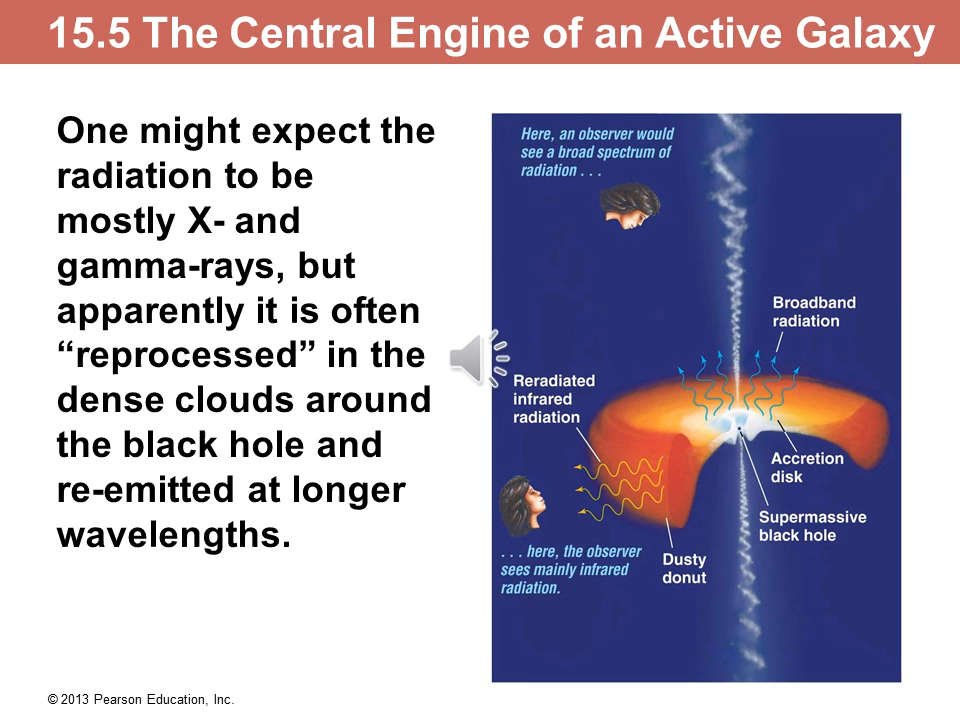 15.5 The Central Engine of an Active Galaxy
One might expect the
radiation to be
mostly X- and
gamma-rays, but
apparently it is often
“reprocessed” in the
dense clouds around
the black hole and
re-emitted at longer
wavelengths.
Here, an observer would
see a broad spectrum of
radiation . . .
Broadband
radiation
Reradiated
infrared
radiation
Accretion
disk
Supermassive
black hole
. . . here, the observer
sees mainly infrared
radiation.
Dusty
donut
© 2013 Pearson Education, Inc.